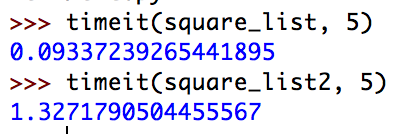 >>> timeit(square_list, 5)
0.09337239265441895
>>> timeit(square_list2, 5)
1.3271790504455567